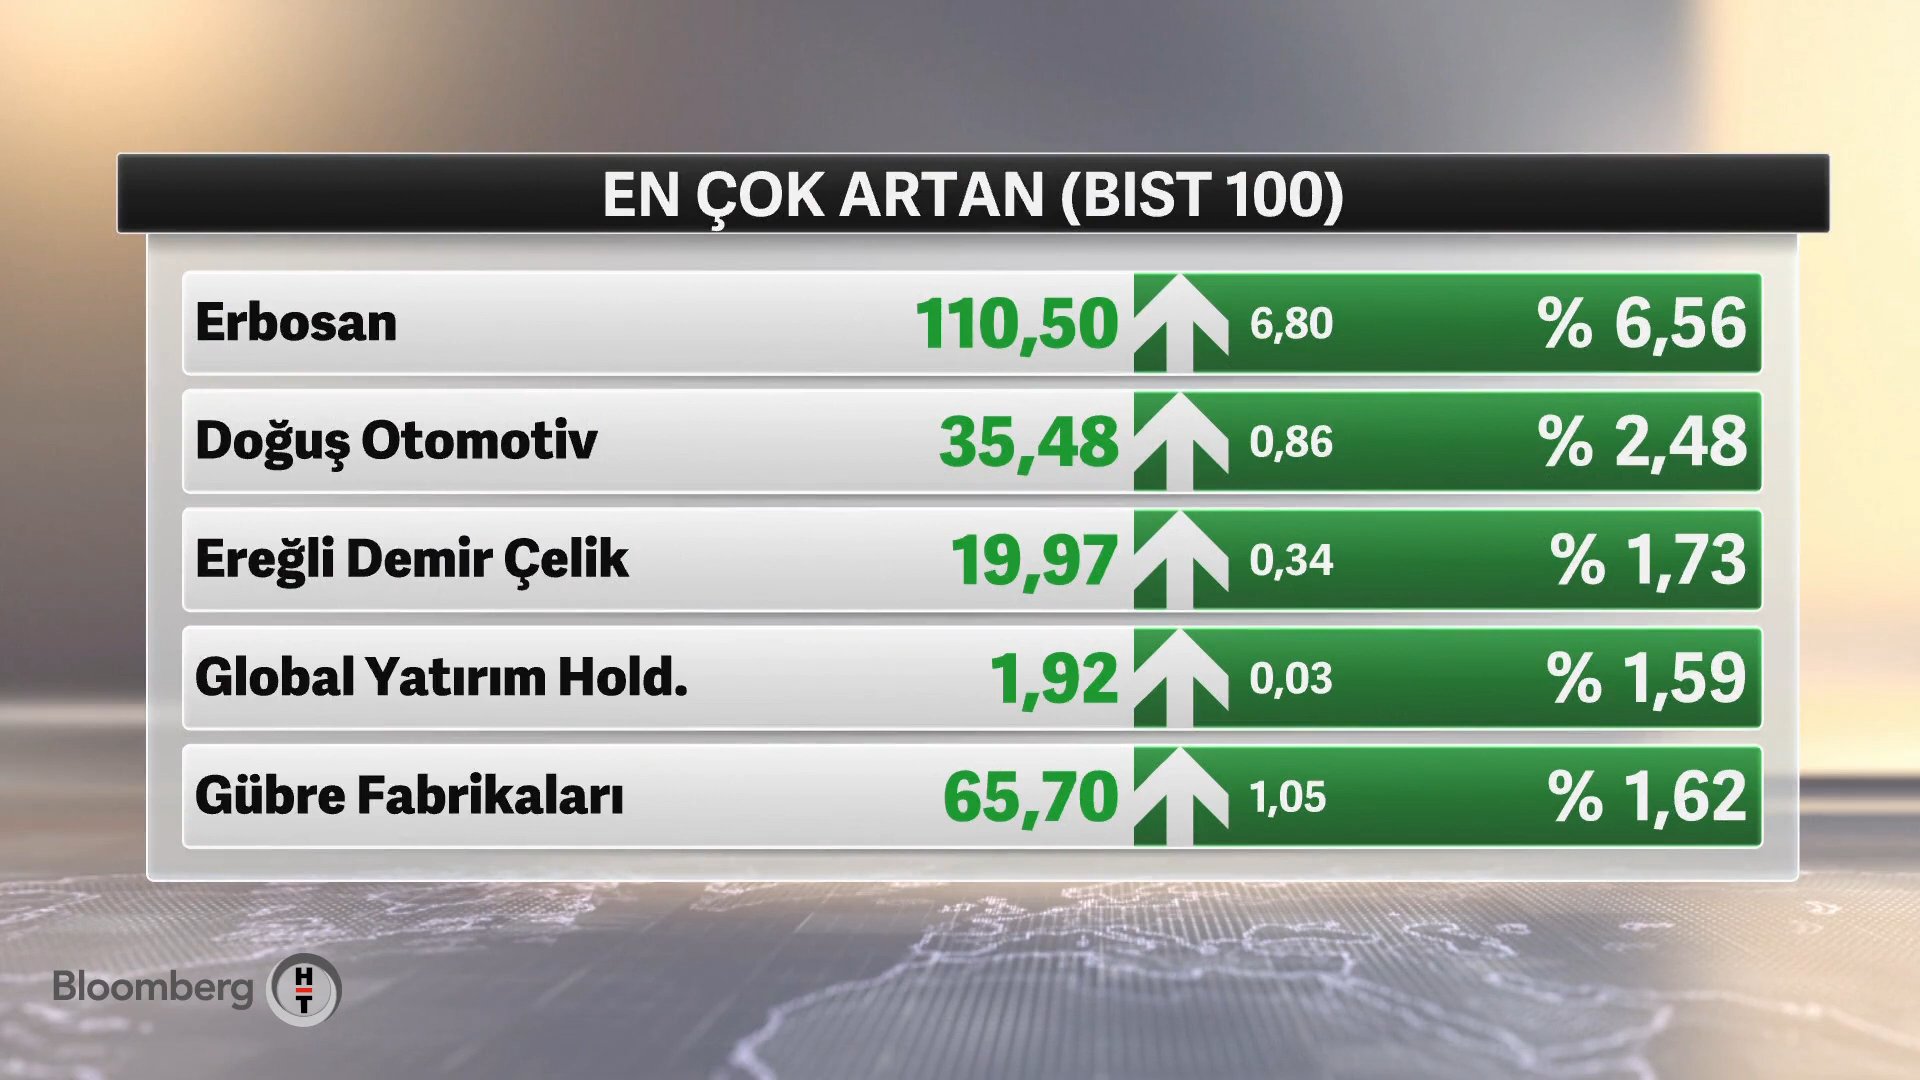 EN ÇOK ARTAN (BIST 100)
Erbosan 110,50 6,80 % 6,56
Doğuş Otomotiv 35,48 0,86 % 2,48
Ereğli Demir Çelik 19,97 0,34 % 1,73
Global Yatırım Hold. 1,92 0,03 % 1,59
Gübre Fabrikaları 65,70 1,05 % 1,62
Bloomberg HT